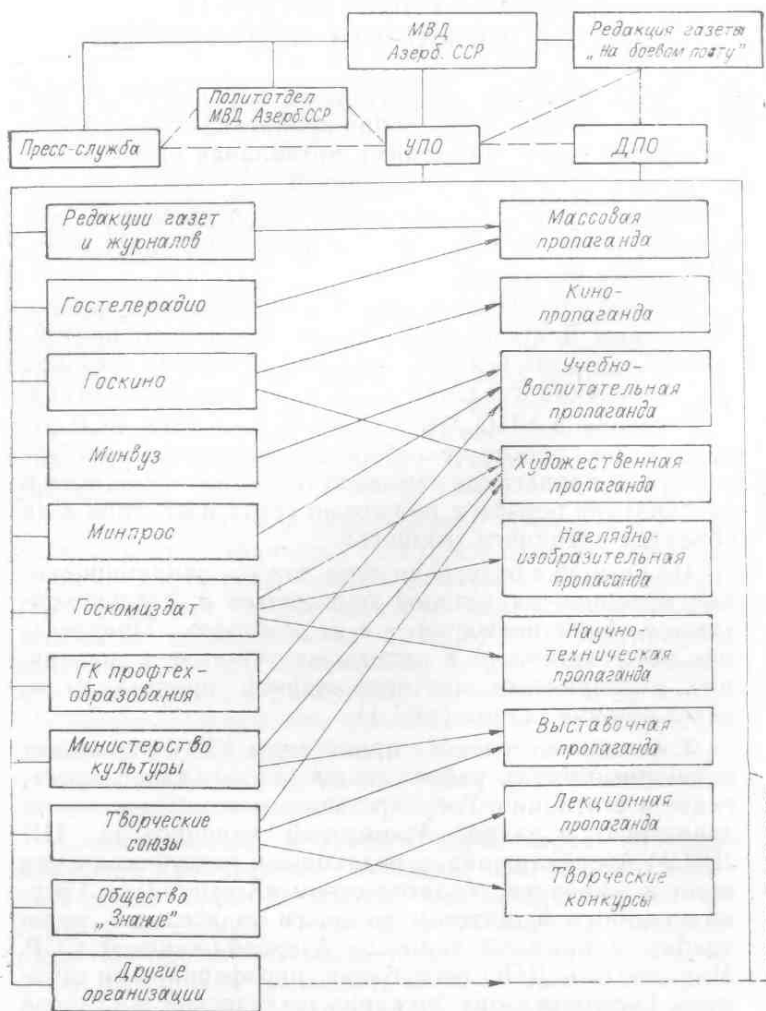 МВД
Азерб. ССР
Редакция газеты
„На боевом посту"
Политотдел
МВД Азерб.ССР
Пресс-служба
УПО
ДПО
Редакции газет
и журналов
Массовая
пропаганда
Гостелерадио
Кино-
пропаганда
Госкино
Учебно-
воспитательная
пропаганда
Минвуз
Художественная
пропаганда
Минпрос
Наглядно-
изобразительная
пропаганда
Госкомиздат
Научно-
техническая
пропаганда
ГК профтех-
образования
Министерство
культуры
Выставочная
пропаганда
Творческие
союзы
Лекционная
пропаганда
Общество
„Знание"
Творческие
конкурсы
Другие
организации